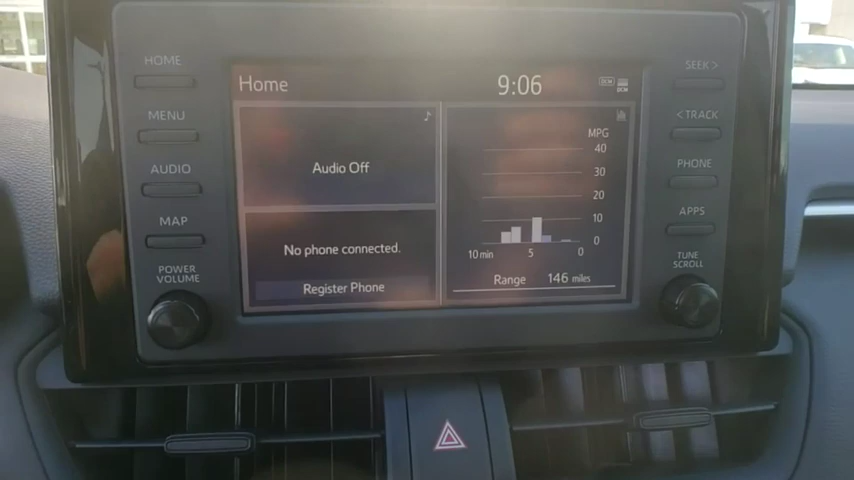 HOME
MENU
AUDIO
MAP
POWER
VOLUME
Home
9:06
DCM
Audio Off
No phone connected.
Register Phone
MPG
40
30
20
10
0
10 min 5 0
Range 146 miles
SEEK >
< TRACK
PHONE
APPS
TUNE
SCROLL